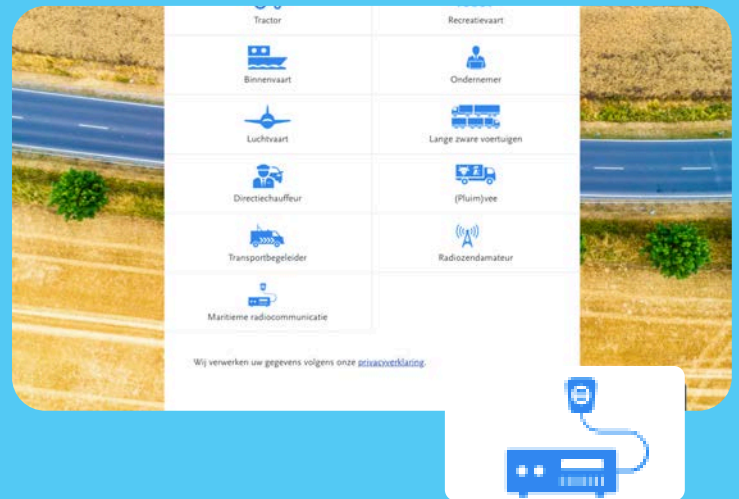 Tractor
Recreatievaart
Binnenvaart
Ondernemer
Luchtvaart
Lange zware voertuigen
Directiechauffeur
(Pluim)vee
Transportbegeleider
Radiozendamateur
Maritieme radiocommunicatie
Wij verwerken uw gegevens volgens onze privacyverklaring.